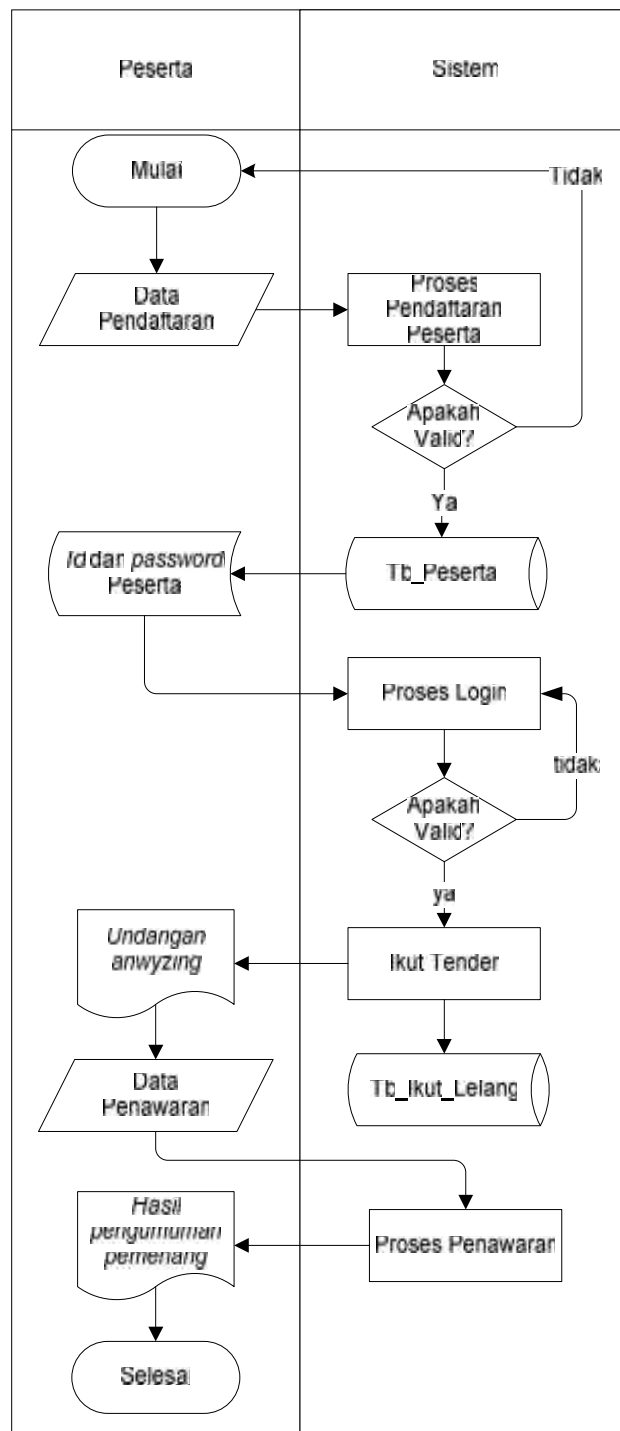 Peserta
Sistem
Mulai
Tidak
Data
Pendaftaran
Proses
Pendaftaran
Peserta
Apakah
Valid?
Ya
Id dan password
Peserta
Tb_Peserta
Proses Login
tidak
Apakah
Valid?
ya
Undangan
anwyzing
Ikut Tender
Data
Penawaran
Tb_Ikut_Lelang
Hasil
pengumuman
pemenang
Proses Penawaran
Selesai